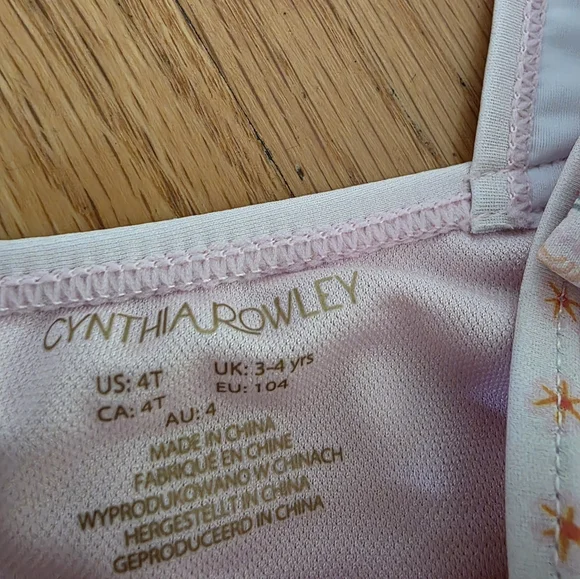 CYNTHIA ROWLEY
US: 4T UK: 3-4 yrs
CA: 4T EU: 104
AU: 4
MADE IN CHINA
FABRIQUE EN CHINE
WYPRODUKOWANO W CHINACH
HERGESTELLT IN CHINA
GEPRODUCEERD IN CHINA